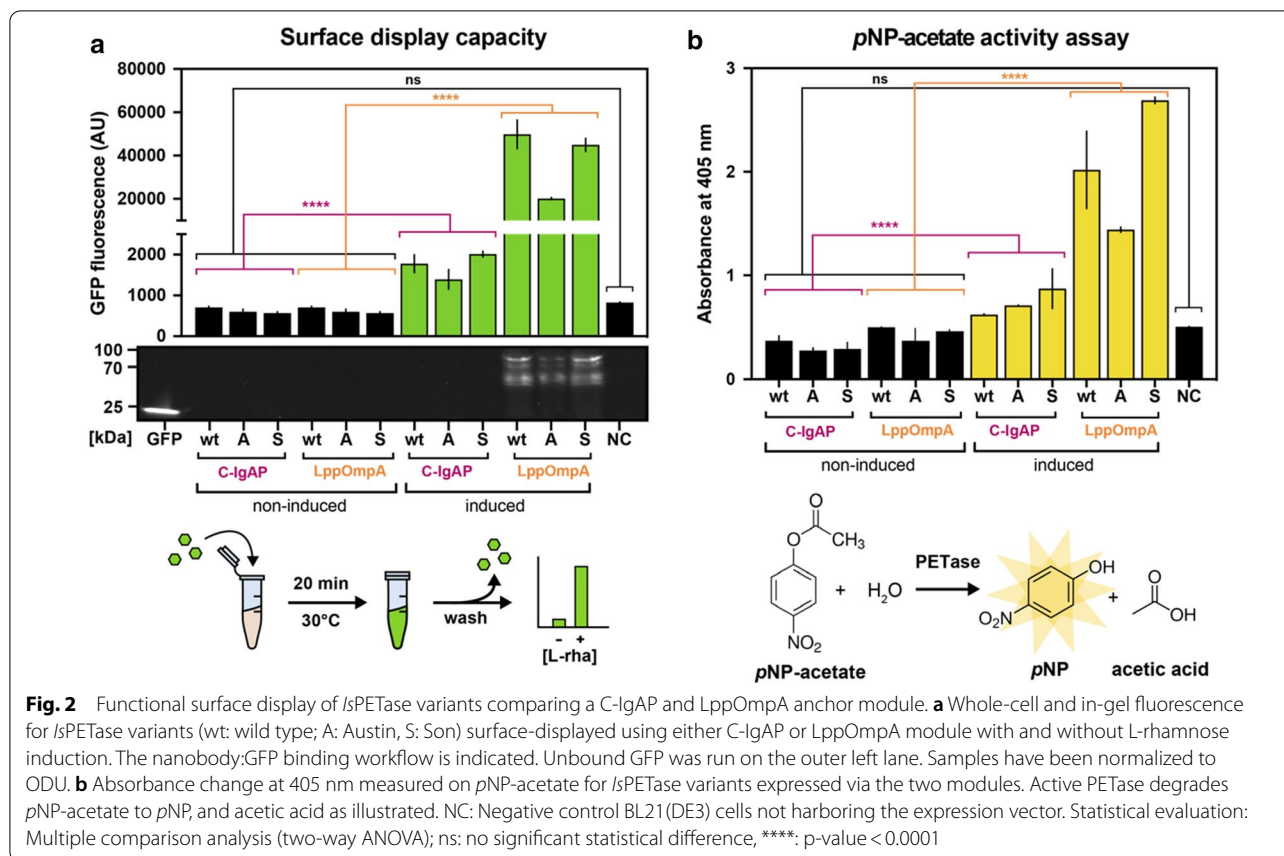 a
Surface display capacity
80000
60000
40000
20000
2000
1000
0
GFP fluorescence (AU)
ns
****
****
100
70
25
[kDa]
GFP wt A S wt A S wt A S wt A S NC
C-IgAP LppOmpA C-IgAP LppOmpA
non-induced induced
20 min
30°C
wash
- +
[L-rha]
b
pNP-acetate activity assay
3
2
1
0
Absorbance at 405 nm
ns
****
****
wt A S wt A S wt A S wt A S NC
C-IgAP LppOmpA C-IgAP LppOmpA
non-induced induced
O
O CH3
NO2
pNP-acetate
+ H2O
PETase
OH
O2N
pNP
+
O
OH
acetic acid
Fig. 2 Functional surface display of IsPETase variants comparing a C-IgAP and LppOmpA anchor module. a Whole-cell and in-gel fluorescence
for IsPETase variants (wt: wild type; A: Austin, S: Son) surface-displayed using either C-IgAP or LppOmpA module with and without L-rhamnose
induction. The nanobody:GFP binding workflow is indicated. Unbound GFP was run on the outer left lane. Samples have been normalized to
ODU. b Absorbance change at 405 nm measured on pNP-acetate for IsPETase variants expressed via the two modules. Active PETase degrades
pNP-acetate to pNP, and acetic acid as illustrated. NC: Negative control BL21(DE3) cells not harboring the expression vector. Statistical evaluation:
Multiple comparison analysis (two-way ANOVA); ns: no significant statistical difference, ****: p-value < 0.0001